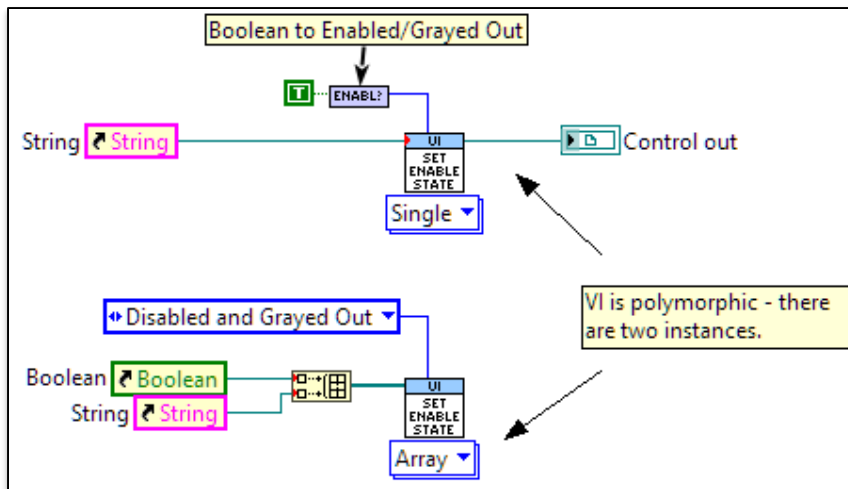 Boolean to Enabled/Grayed Out
T
ENABL?
String
String
UI
SET
ENABLE
STATE
Control out
Single
VI is polymorphic - there
are two instances.
Disabled and Grayed Out
Boolean
Boolean
String
String
UI
SET
ENABLE
STATE
Array